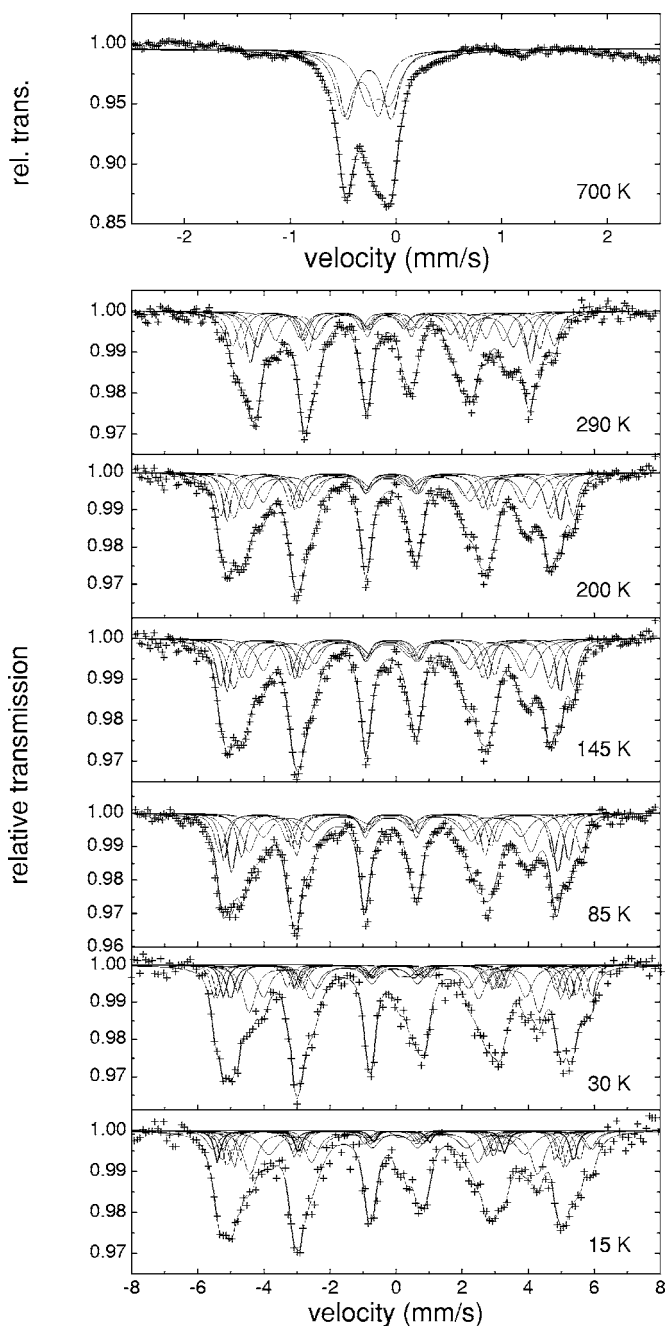 1.00
0.95
0.90
0.85
rel. trans.
700 K
-2 -1 0 1 2
velocity (mm/s)
1.00
0.99
0.98
0.97
290 K
1.00
0.99
0.98
0.97
200 K
1.00
0.99
0.98
0.97
145 K
relative transmission
1.00
0.99
0.98
0.97
0.96
85 K
1.00
0.99
0.98
0.97
30 K
1.00
0.99
0.98
0.97
15 K
-8 -6 -4 -2 0 2 4 6 8
velocity (mm/s)